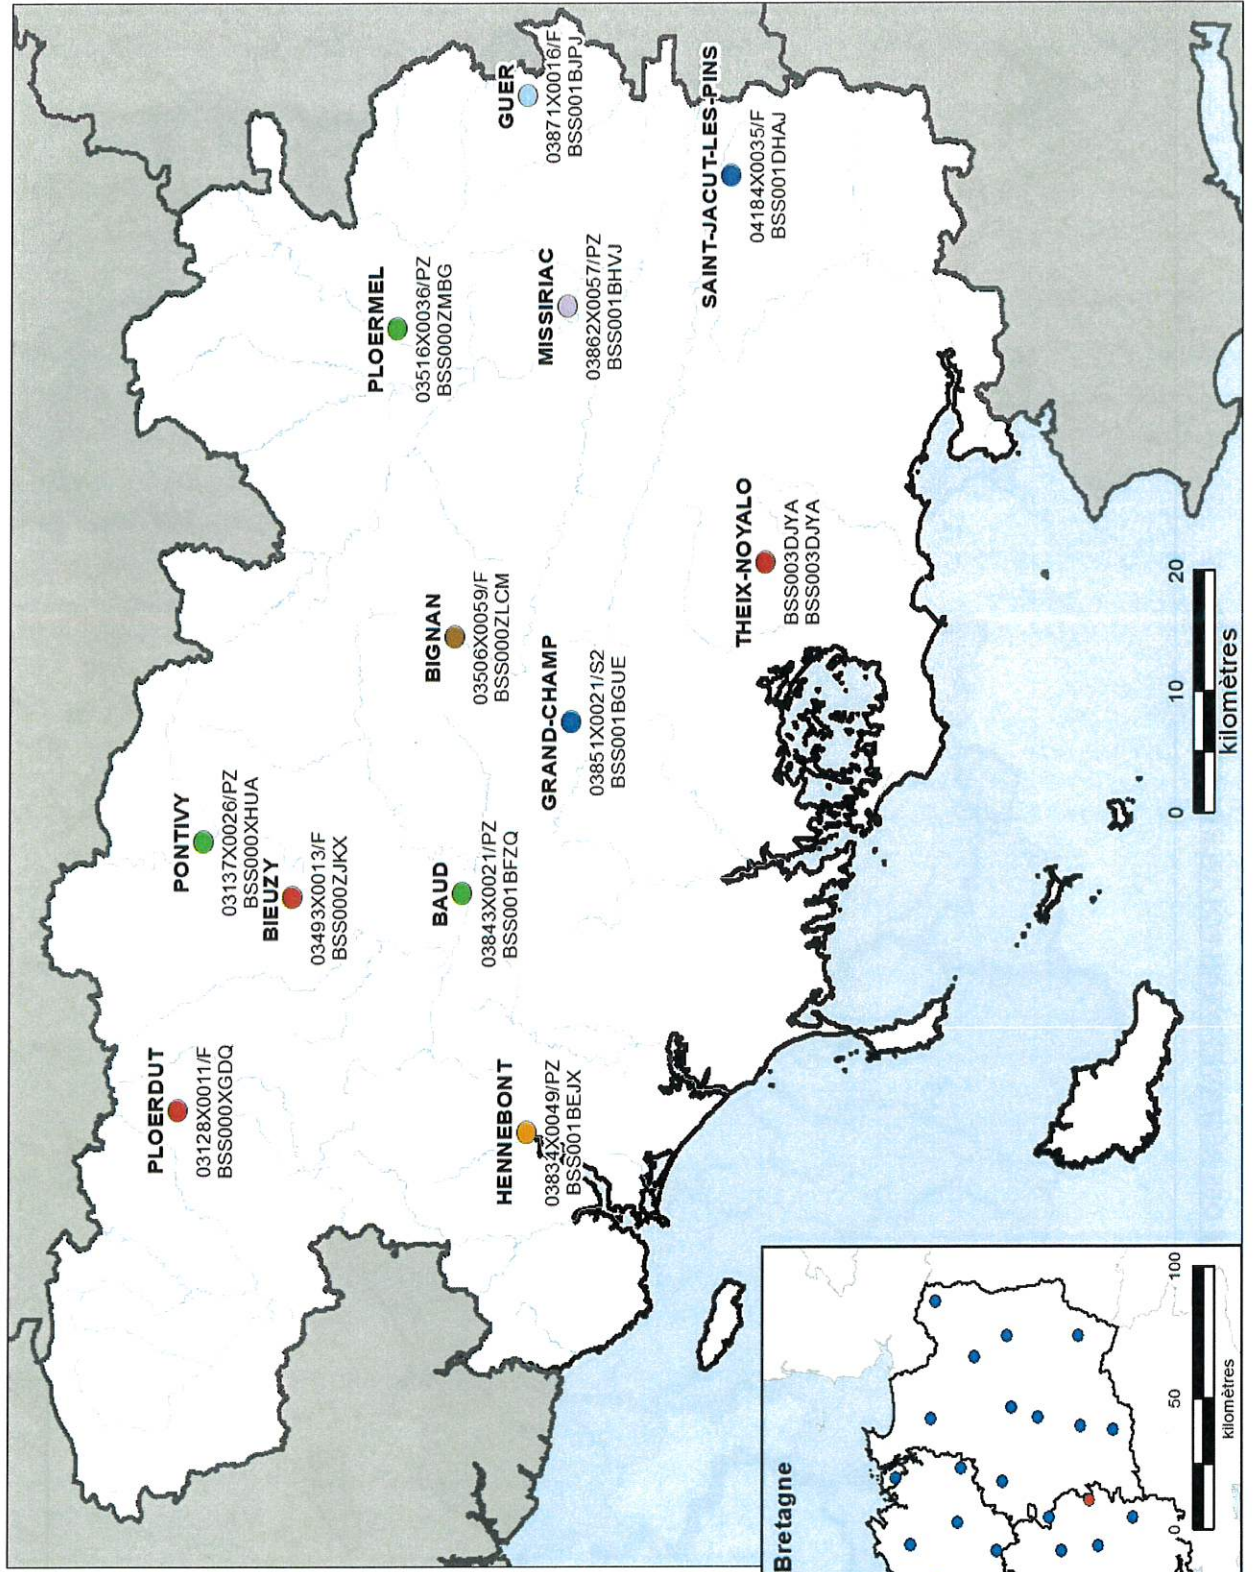 PLOERDUT
03128X0011/F
BSS000XGDQ
PONTIVY
03137X0026/PZ
BSS000XHUA
BIEUZY
03493X0013/F
BSS000ZJKX
PLOERMEL
03516X0036/PZ
BSS000ZMBG
BIGNAN
03506X0059/F
BSS000ZLCM
BAUD
03843X0021/PZ
BSS001BFZQ
HENNEBONT
03834X0049/PZ
BSS001BEJX
GRAND-CHAMP
03851X0021/S2
BSS001BGUE
MISSIRIAC
03862X0057/PZ
BSS001BHVJ
GUER
03871X0016/F
BSS001BJPJ
SAINT-JACUT-LES-PINS
04184X0035/F
BSS001DHAJ
THEIX-NOYALO
BSS003DJYA
BSS003DJYA
0 10 20
kilomètres
Bretagne
0 50 100
kilomètres